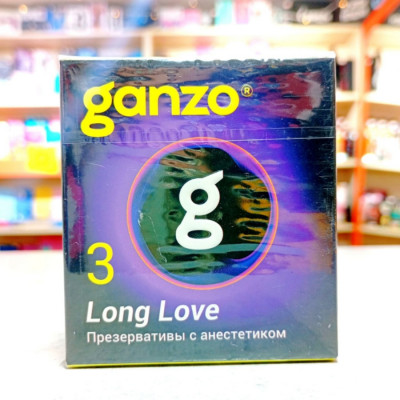 ganzo®
g
3
Long Love
Презервативы с анестетиком